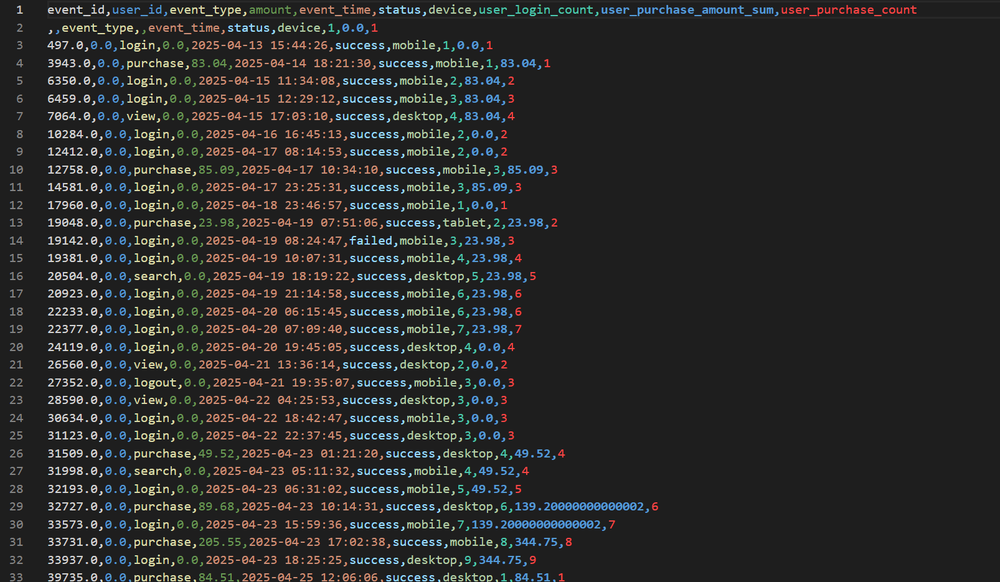 1 event_id,user_id,event_type,amount,event_time,status,device,user_login_count,user_purchase_amount_sum,user_purchase_count
2 ,,event_type,,event_time,status,device,1,0.0,1
3 497.0,0.0,login,0.0,2025-04-13 15:44:26,success,mobile,1,0.0,1
4 3943.0,0.0,purchase,83.04,2025-04-14 18:21:30,success,mobile,1,83.04,1
5 6350.0,0.0,login,0.0,2025-04-15 11:34:08,success,mobile,2,83.04,2
6 6459.0,0.0,login,0.0,2025-04-15 12:29:12,success,mobile,3,83.04,3
7 7064.0,0.0,view,0.0,2025-04-15 17:03:10,success,desktop,4,83.04,4
8 10284.0,0.0,login,0.0,2025-04-16 16:45:13,success,mobile,2,0.0,2
9 12412.0,0.0,login,0.0,2025-04-17 08:14:53,success,mobile,2,0.0,2
10 12758.0,0.0,purchase,85.09,2025-04-17 10:34:10,success,mobile,3,85.09,3
11 14581.0,0.0,login,0.0,2025-04-17 23:25:31,success,mobile,3,85.09,3
12 17960.0,0.0,login,0.0,2025-04-18 23:46:57,success,mobile,1,0.0,1
13 19048.0,0.0,purchase,23.98,2025-04-19 07:51:06,success,tablet,2,23.98,2
14 19142.0,0.0,login,0.0,2025-04-19 08:24:47,failed,mobile,3,23.98,3
15 19381.0,0.0,login,0.0,2025-04-19 10:07:31,success,mobile,4,23.98,4
16 20504.0,0.0,search,0.0,2025-04-19 18:19:22,success,desktop,5,23.98,5
17 20923.0,0.0,login,0.0,2025-04-19 21:14:58,success,mobile,6,23.98,6
18 22233.0,0.0,login,0.0,2025-04-20 06:15:45,success,mobile,6,23.98,6
19 22377.0,0.0,login,0.0,2025-04-20 07:09:40,success,mobile,7,23.98,7
20 24119.0,0.0,login,0.0,2025-04-20 19:45:05,success,desktop,4,0.0,4
21 26560.0,0.0,view,0.0,2025-04-21 13:36:14,success,desktop,2,0.0,2
22 27352.0,0.0,logout,0.0,2025-04-21 19:35:07,success,mobile,3,0.0,3
23 28590.0,0.0,view,0.0,2025-04-22 04:25:53,success,desktop,3,0.0,3
24 30634.0,0.0,login,0.0,2025-04-22 18:42:47,success,mobile,3,0.0,3
25 31123.0,0.0,login,0.0,2025-04-22 22:37:45,success,desktop,3,0.0,3
26 31509.0,0.0,purchase,49.52,2025-04-23 01:21:20,success,desktop,4,49.52,4
27 31998.0,0.0,search,0.0,2025-04-23 05:11:32,success,mobile,4,49.52,4
28 32193.0,0.0,login,0.0,2025-04-23 06:31:02,success,mobile,5,49.52,5
29 32727.0,0.0,purchase,89.68,2025-04-23 10:14:31,success,desktop,6,139.20000000000002,6
30 33573.0,0.0,login,0.0,2025-04-23 15:59:36,success,mobile,7,139.20000000000002,7
31 33731.0,0.0,purchase,205.55,2025-04-23 17:02:38,success,mobile,8,344.75,8
32 33937.0,0.0,login,0.0,2025-04-23 18:25:25,success,desktop,9,344.75,9
33 39735.0,0.0,purchase,84.51,2025-04-25 12:06:06,success,desktop,1,84.51,1